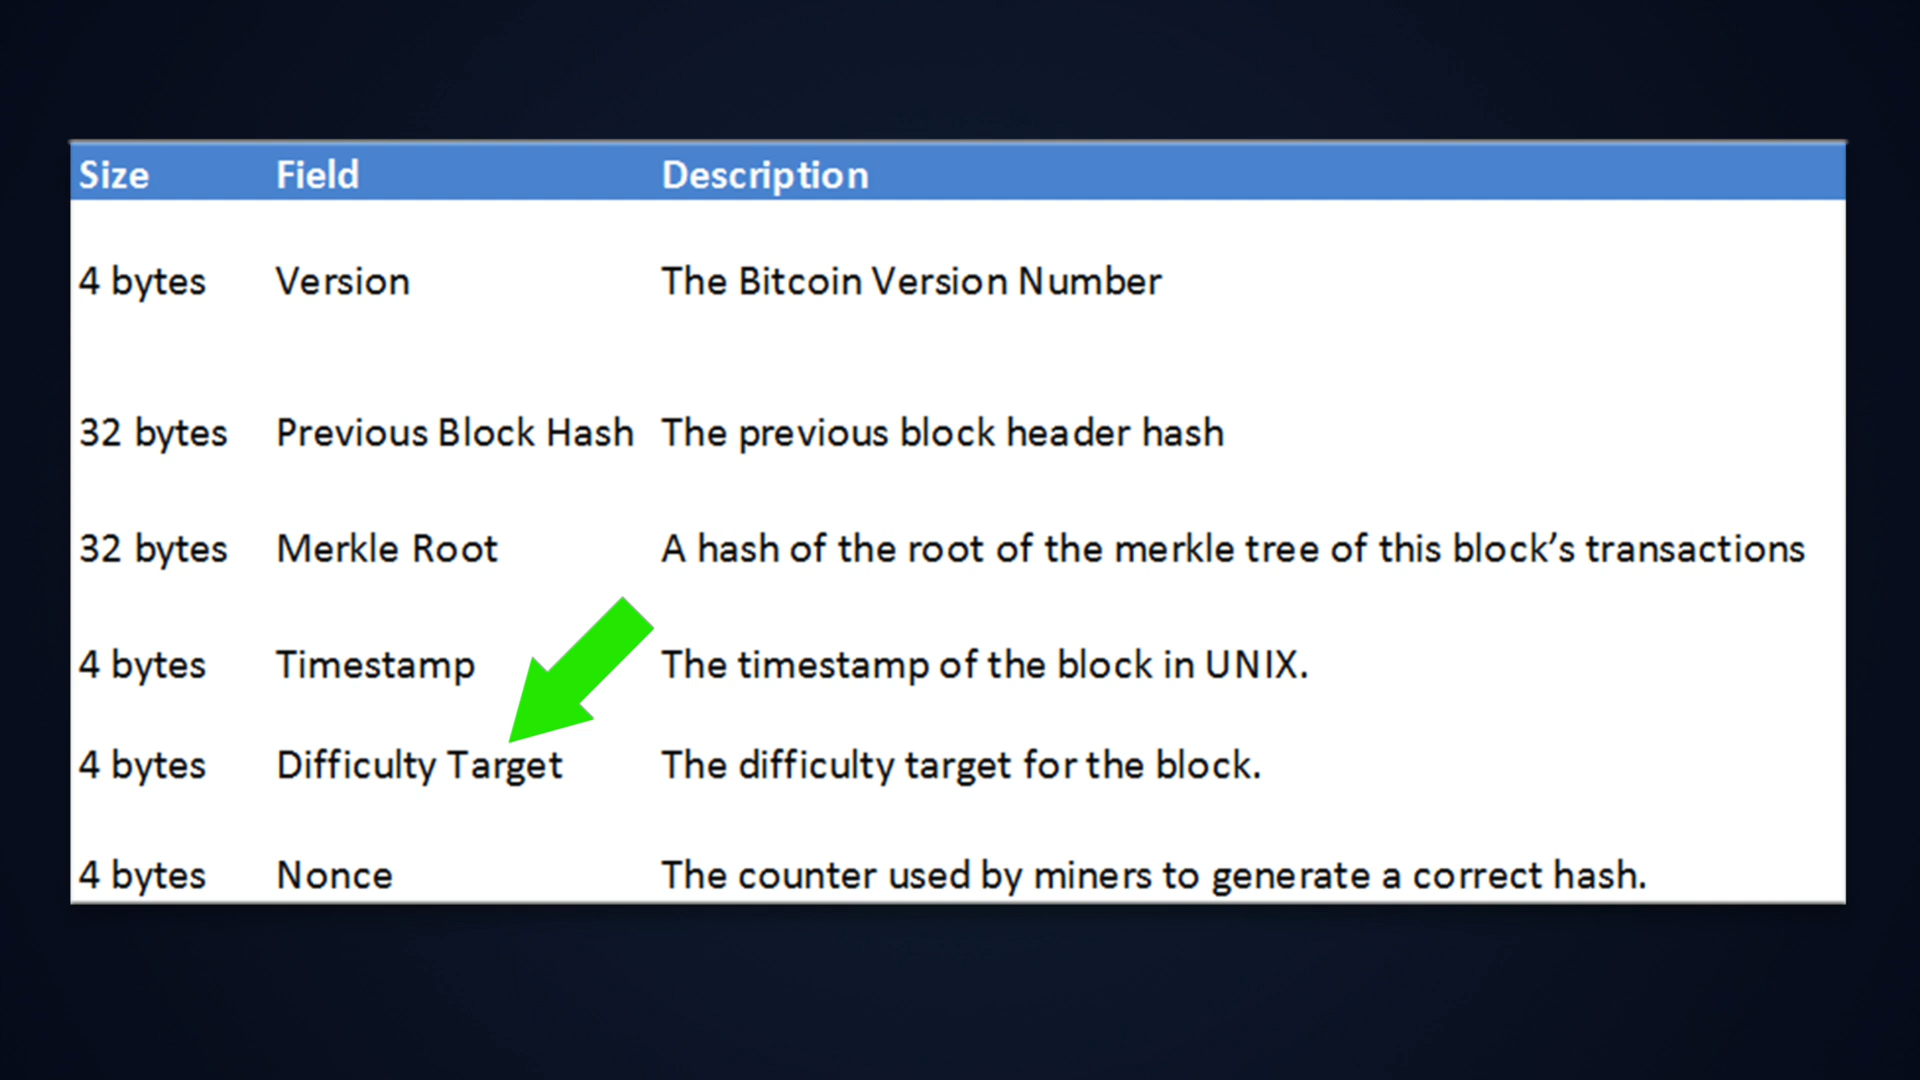 Size Field Description
4 bytes Version The Bitcoin Version Number
32 bytes Previous Block Hash The previous block header hash
32 bytes Merkle Root A hash of the root of the merkle tree of this block’s transactions
4 bytes Timestamp The timestamp of the block in UNIX.
4 bytes Difficulty Target The difficulty target for the block.
4 bytes Nonce The counter used by miners to generate a correct hash.